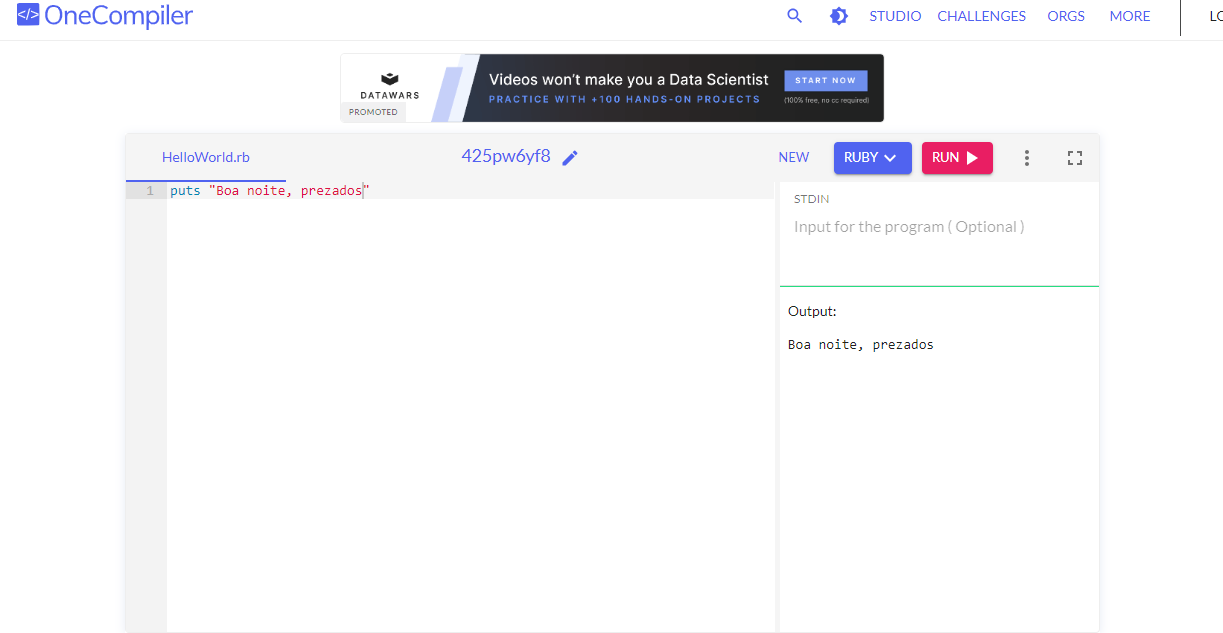 OneCompiler
STUDIO CHALLENGES ORGS MORE LO
DATAWARS
PROMOTED
Videos won't make you a Data Scientist
PRACTICE WITH +100 HANDS-ON PROJECTS
START NOW
(100% free, no cc required)
HelloWorld.rb
425pw6yf8
NEW
RUBY
RUN
1 puts "Boa noite, prezados"
STDIN
Input for the program ( Optional )
Output:
Boa noite, prezados